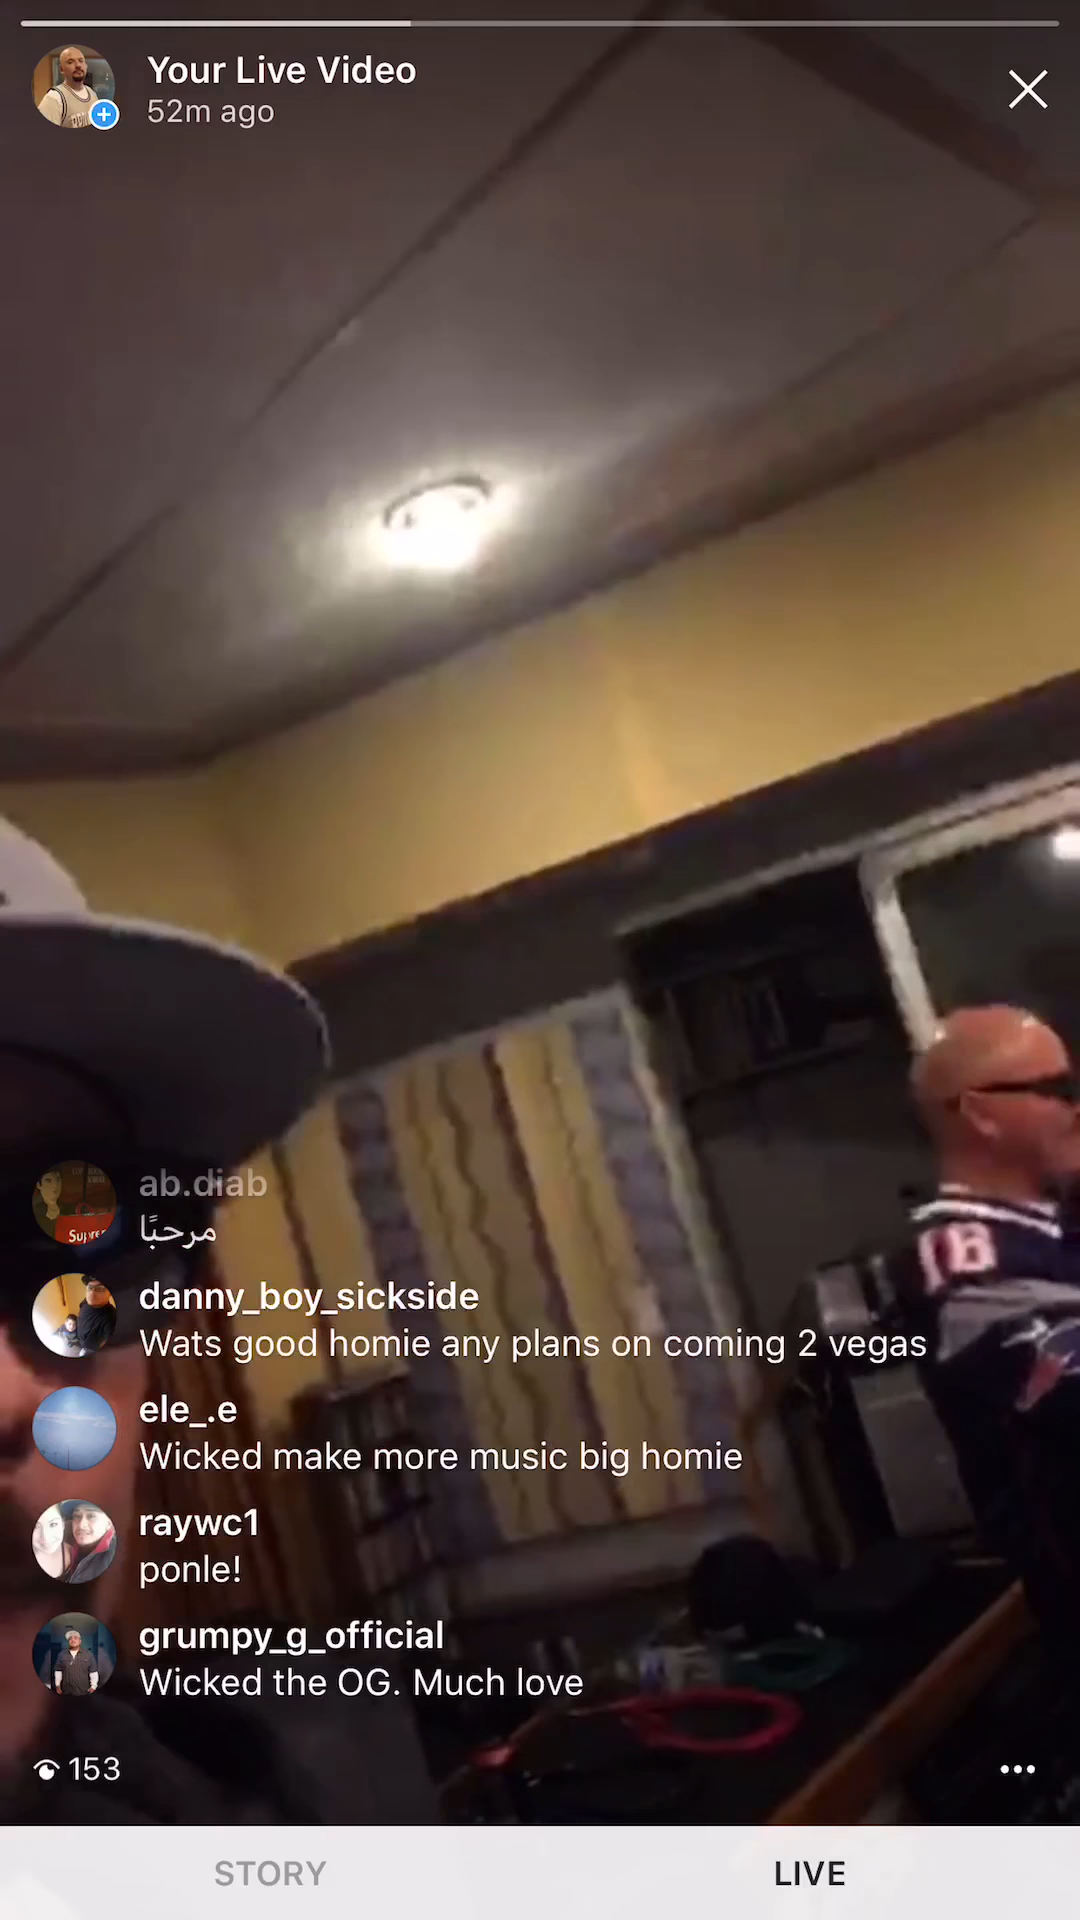 Your Live Video
52m ago
ab.diab
مرحبًا
danny_boy_sickside
Wats good homie any plans on coming 2 vegas
ele_.e
Wicked make more music big homie
raywc1
ponle!
grumpy_g_official
Wicked the OG. Much love
153
STORY
LIVE